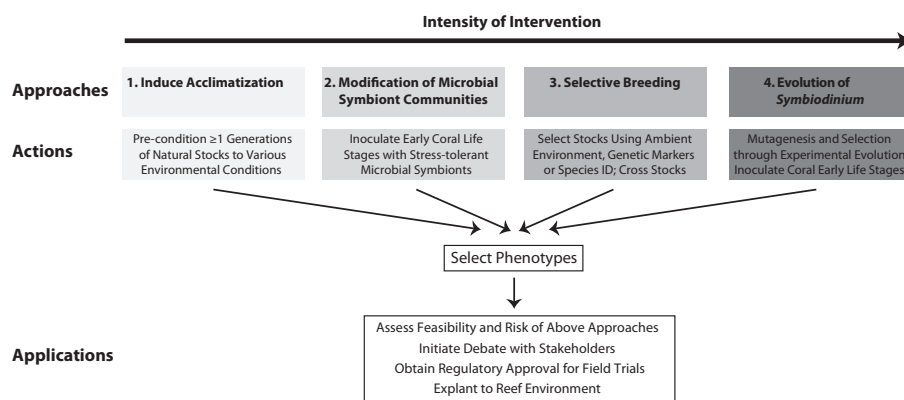 Intensity of Intervention
Approaches
1. Induce Acclimatization
2. Modification of Microbial
Symbiont Communities
3. Selective Breeding
4. Evolution of
Symbiodinium
Actions
Pre-condition ≥1 Generations
of Natural Stocks to Various
Environmental Conditions
Inoculate Early Coral Life
Stages with Stress-tolerant
Microbial Symbionts
Select Stocks Using Ambient
Environment, Genetic Markers
or Species ID; Cross Stocks
Mutagenesis and Selection
through Experimental Evolution
Inoculate Coral Early Life Stages
Select Phenotypes
Applications
Assess Feasibility and Risk of Above Approaches
Initiate Debate with Stakeholders
Obtain Regulatory Approval for Field Trials
Explant to Reef Environment